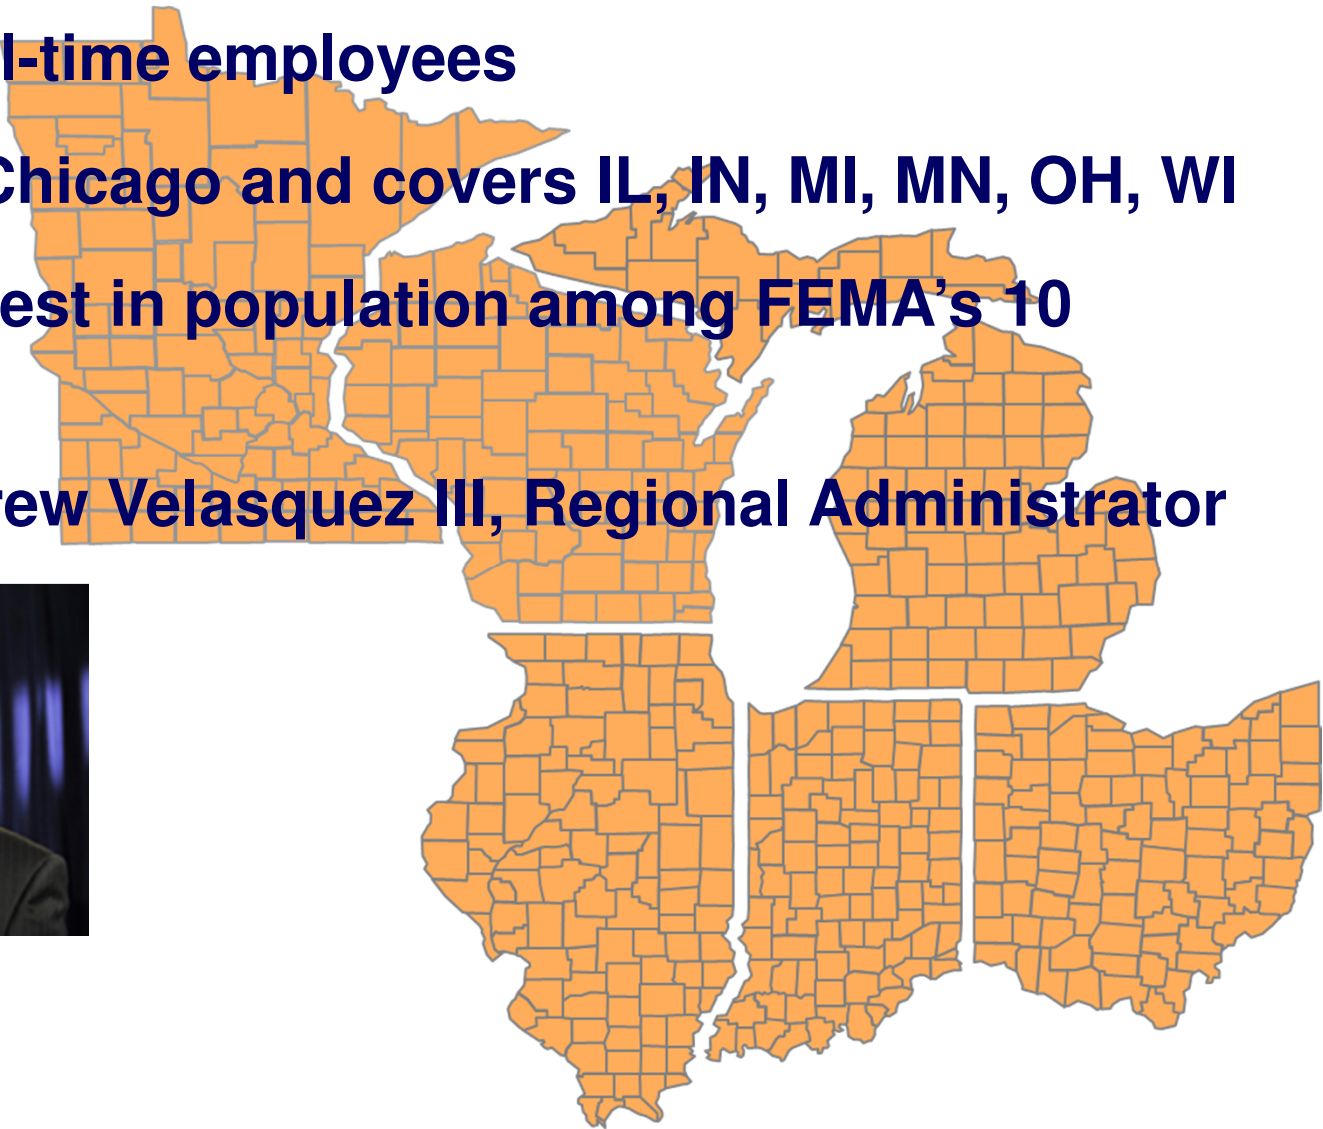 l-time employees
Chicago and covers IL, IN, MI, MN, OH, WI
est in population among FEMA's 10
rew Velasquez III, Regional Administrator